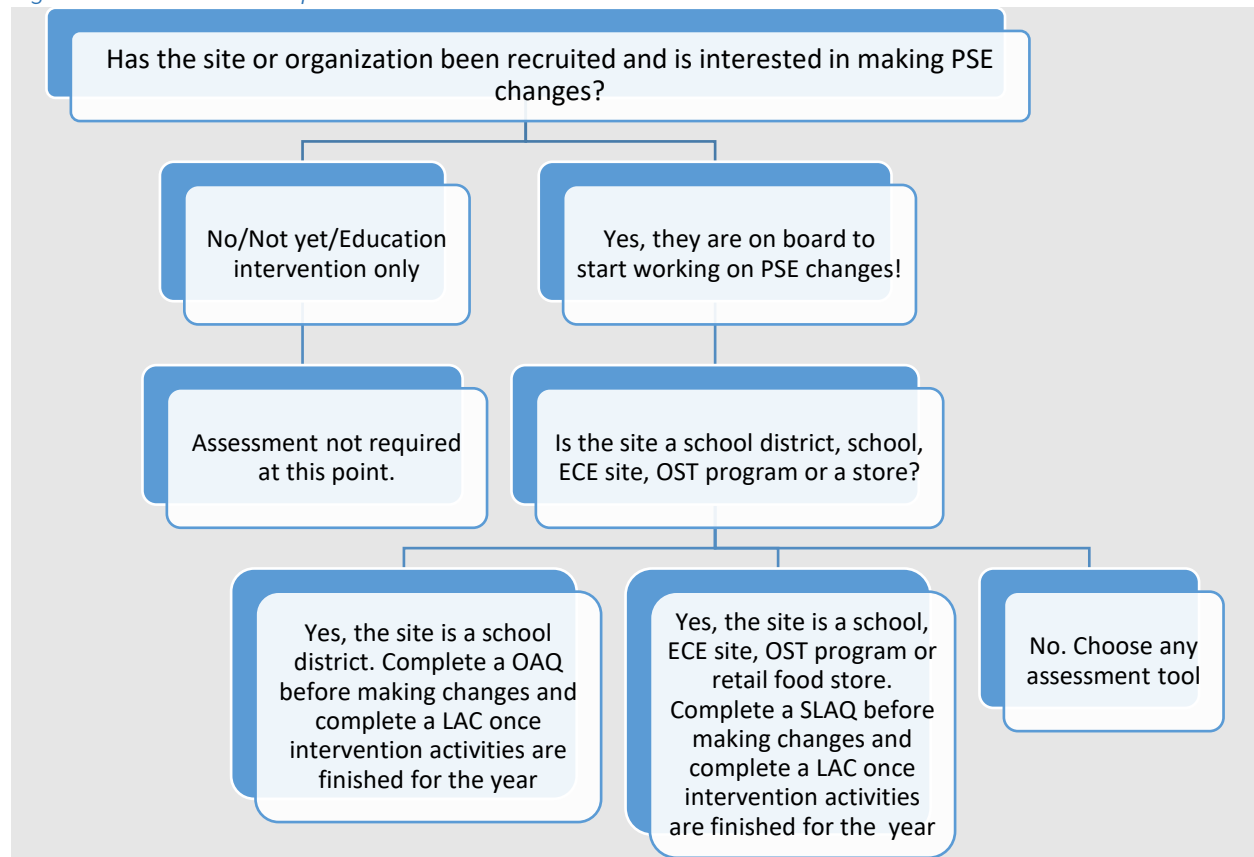 Has the site or organization been recruited and is interested in making PSE
changes?
No/Not yet/Education
intervention only
Yes, they are on board to
start working on PSE changes!
Assessment not required
at this point.
Is the site a school district, school,
ECE site, OST program or a store?
Yes, the site is a school
district. Complete a OAQ
before making changes and
complete a LAC once
intervention activities are
finished for the year
Yes, the site is a school,
ECE site, OST program or
retail food store.
Complete a SLAQ before
making changes and
complete a LAC once
intervention activities
are finished for the year
No. Choose any
assessment tool